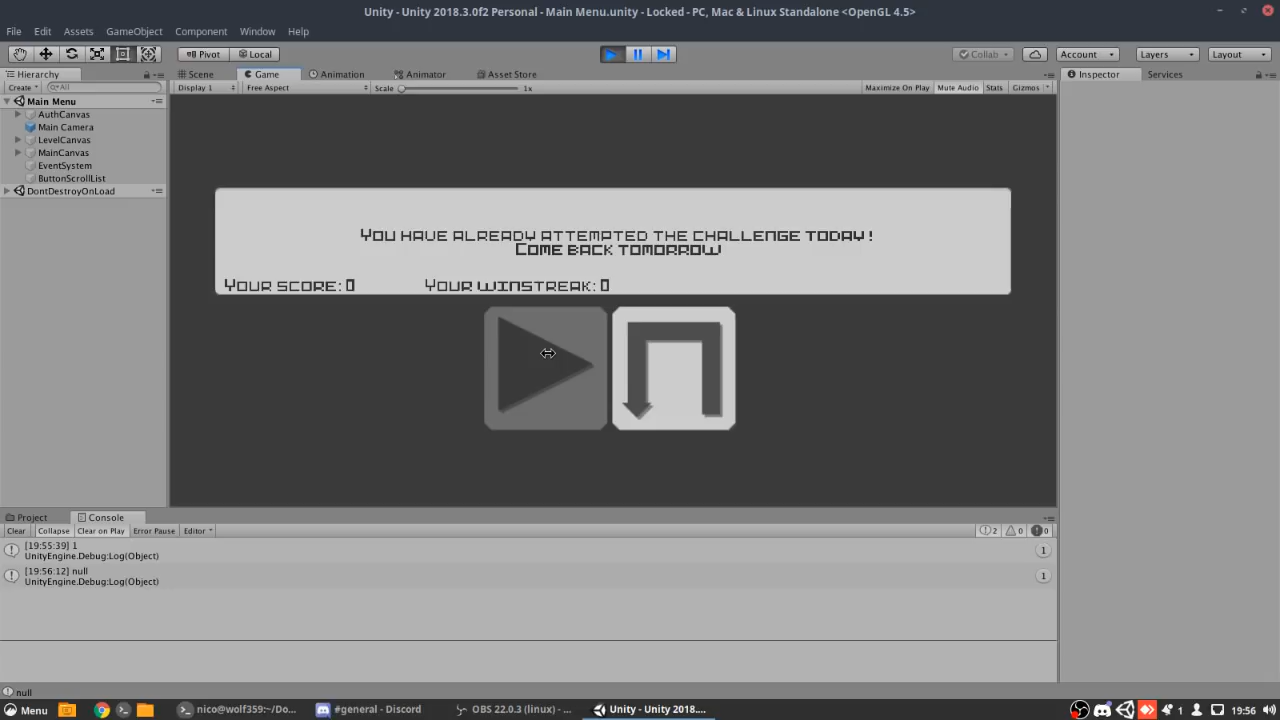 Unity - Unity 2018.3.0f2 Personal - Main Menu.unity - Locked - PC, Mac & Linux Standalone <OpenGL 4.5>
File Edit Assets GameObject Component Window Help
Pivot Local Collab Account Layers Layout
Hierarchy Scene Game Animation Animator Asset Store Inspector Services
Create All Display 1 Free Aspect Scale 1x Maximize On Play Mute Audio Stats Gizmos
Main Menu
AuthCanvas
Main Camera
LevelCanvas
MainCanvas
EventSystem
ButtonScrollList
DontDestroyOnLoad
You have already attempted the challenge today!
Come back tomorrow
Your score: 0 Your winstreak: 0
Project Console
Clear Collapse Clear on Play Error Pause Editor 2 0 0
[19:55:39] 1
UnityEngine.Debug:Log(Object) 1
[19:56:12] null
UnityEngine.Debug:Log(Object) 1
null
Menu nico@wolf359:~/Do... #general - Discord OBS 22.0.3 (linux) - ... Unity - Unity 2018.... 1 19:56